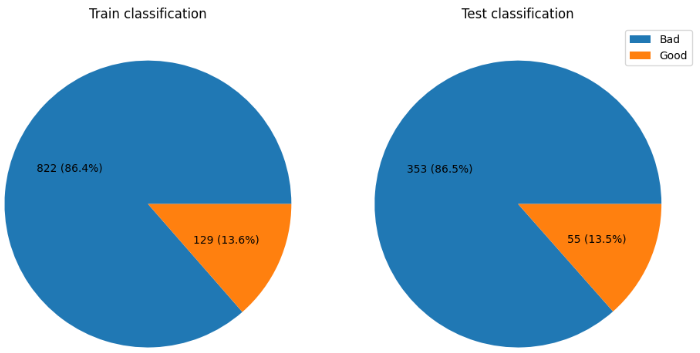 Train classification
Test classification
Bad
Good
822 (86.4%)
129 (13.6%)
353 (86.5%)
55 (13.5%)